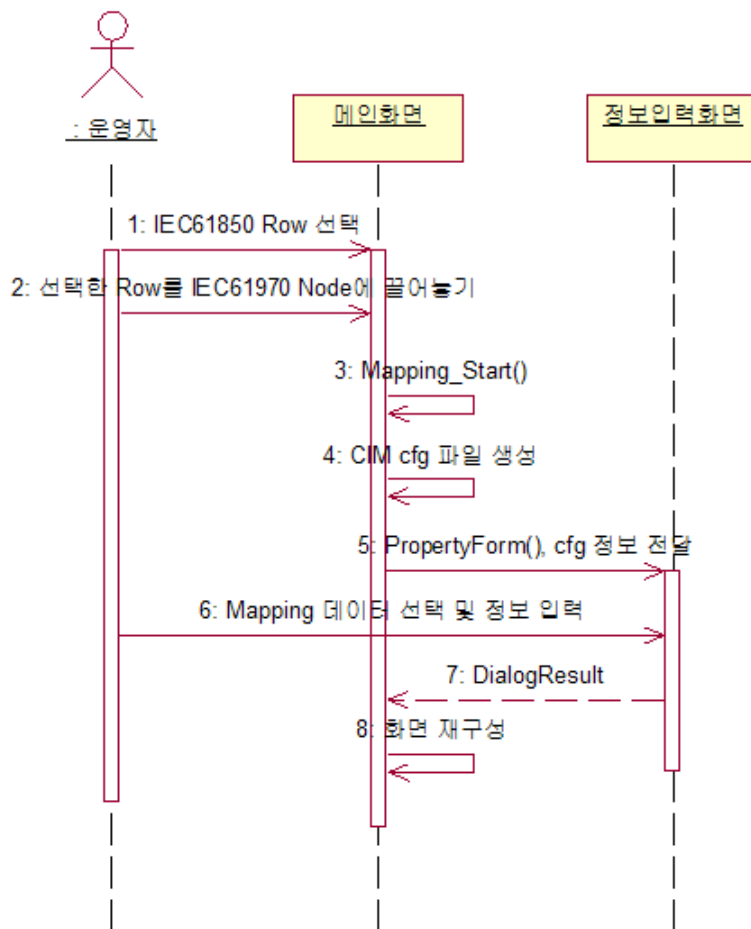 : 운영자
메인화면
정보입력화면
1: IEC61850 Row 선택
2: 선택한 Row를 IEC61970 Node에 끌어놓기
3: Mapping_Start()
4: CIM cfg 파일 생성
5: PropertyForm(), cfg 정보 전달
6: Mapping 데이터 선택 및 정보 입력
7: DialogResult
8: 화면 재구성